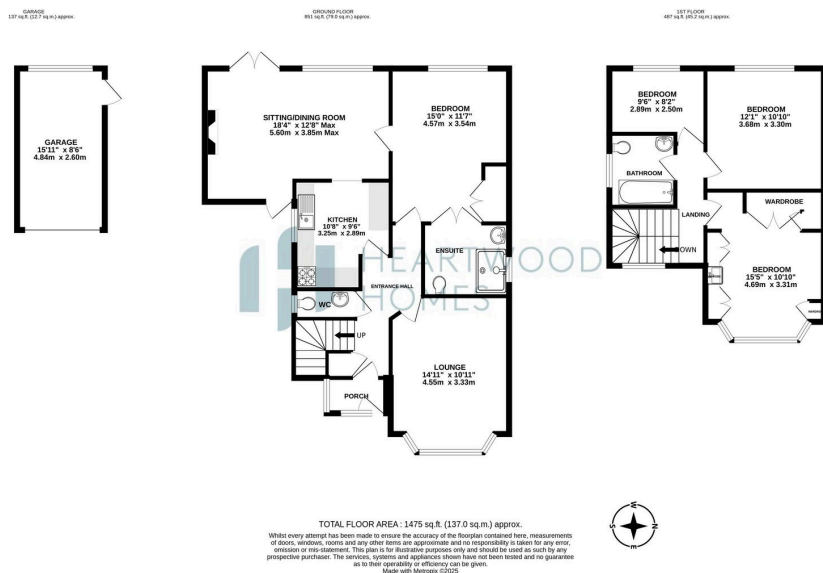 GARAGE
137 sq.ft. (12.7 sq.m.) approx.
GROUND FLOOR
851 sq.ft. (79.0 sq.m.) approx.
1ST FLOOR
487 sq.ft. (45.2 sq.m.) approx.
GARAGE
15'11" x 8'6"
4.84m x 2.60m
SITTING/DINING ROOM
18'4" x 12'8" Max
5.60m x 3.85m Max
BEDROOM
15'0" x 11'7"
4.57m x 3.54m
KITCHEN
10'8" x 9'6"
3.25m x 2.89m
ENSUITE
ENTRANCE HALL
WC
UP
LOUNGE
14'11" x 10'11"
4.55m x 3.33m
PORCH
BEDROOM
9'6" x 8'2"
2.89m x 2.50m
BEDROOM
12'1" x 10'10"
3.68m x 3.30m
BATHROOM
WARDROBE
LANDING
DOWN
BEDROOM
15'5" x 10'10"
4.69m x 3.31m
HEARTWOOD
HOMES
TOTAL FLOOR AREA : 1475 sq.ft. (137.0 sq.m.) approx.
Whilst every attempt has been made to ensure the accuracy of the floorplan contained here, measurements
of doors, windows, rooms and any other items are approximate and no responsibility is taken for any error,
omission or mis-statement. This plan is for illustrative purposes only and should be used as such by any
prospective purchaser. The services, systems and appliances shown have not been tested and no guarantee
as to their operability or efficiency can be given.
Made with Metropix ©2025
W
N
E
S